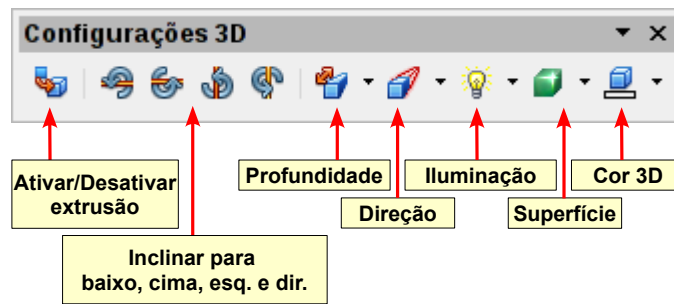 Configurações 3D
Ativar/Desativar
extrusão
Profundidade
Iluminação
Cor 3D
Direção
Superfície
Inclinar para
baixo, cima, esq. e dir.